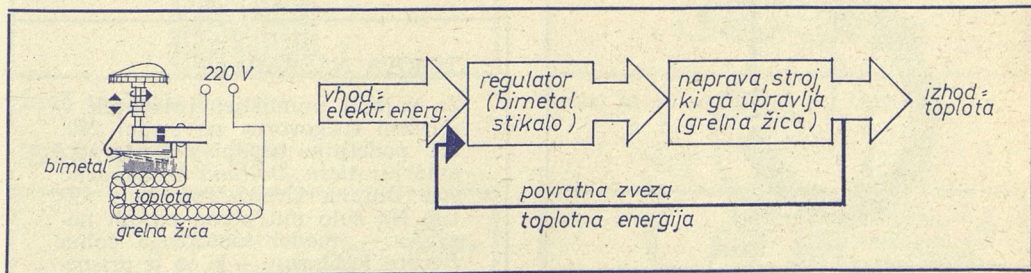 220 V
bimetal
toplota
grelna žica
vhod =
elektr. energ.
regulator
(bimetal
stikalo)
naprava, stroj
ki ga upravlja
(grelna žica)
izhod =
toplota
povratna zveza
toplotna energija